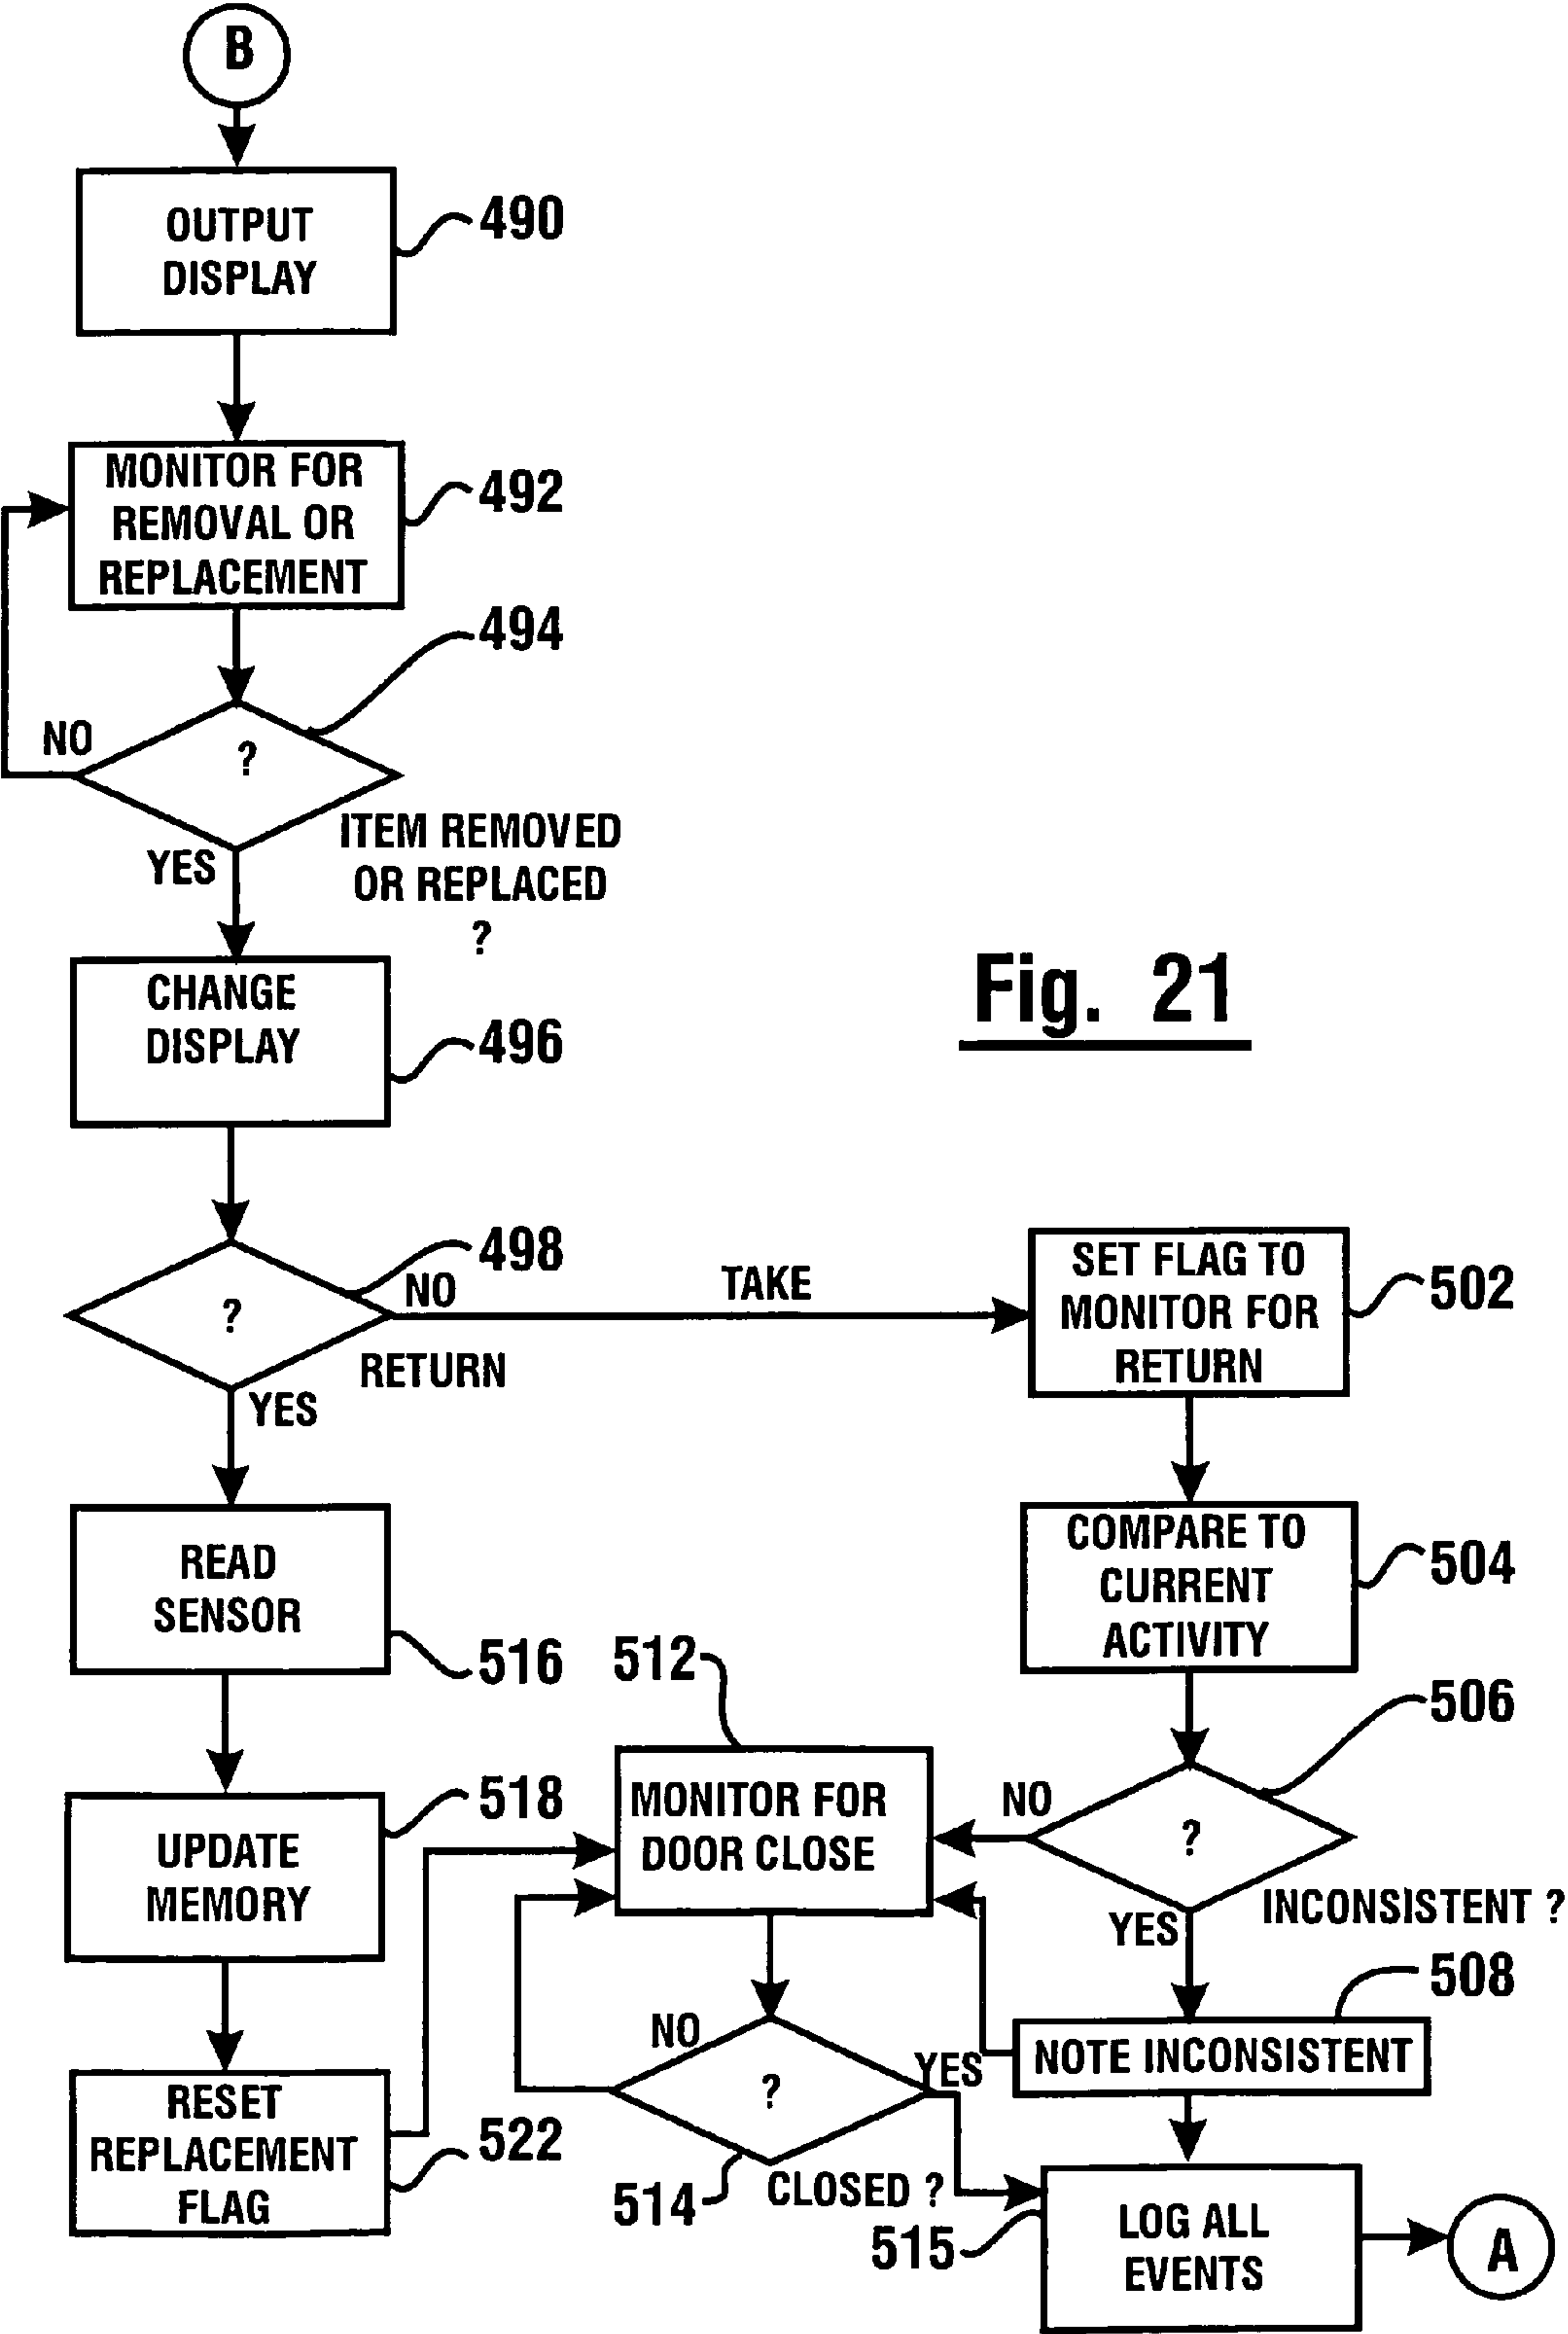 B
OUTPUT
DISPLAY
490
MONITOR FOR
REMOVAL OR
REPLACEMENT
492
494
NO
?
YES
ITEM REMOVED
OR REPLACED
?
CHANGE
DISPLAY
496
Fig. 21
498
?
NO
TAKE
RETURN
YES
SET FLAG TO
MONITOR FOR
RETURN
502
READ
SENSOR
516
COMPARE TO
CURRENT
ACTIVITY
504
512
506
UPDATE
MEMORY
518
MONITOR FOR
DOOR CLOSE
NO
?
INCONSISTENT ?
YES
508
NOTE INCONSISTENT
RESET
REPLACEMENT
FLAG
522
NO
?
YES
514
CLOSED ?
515
LOG ALL
EVENTS
A